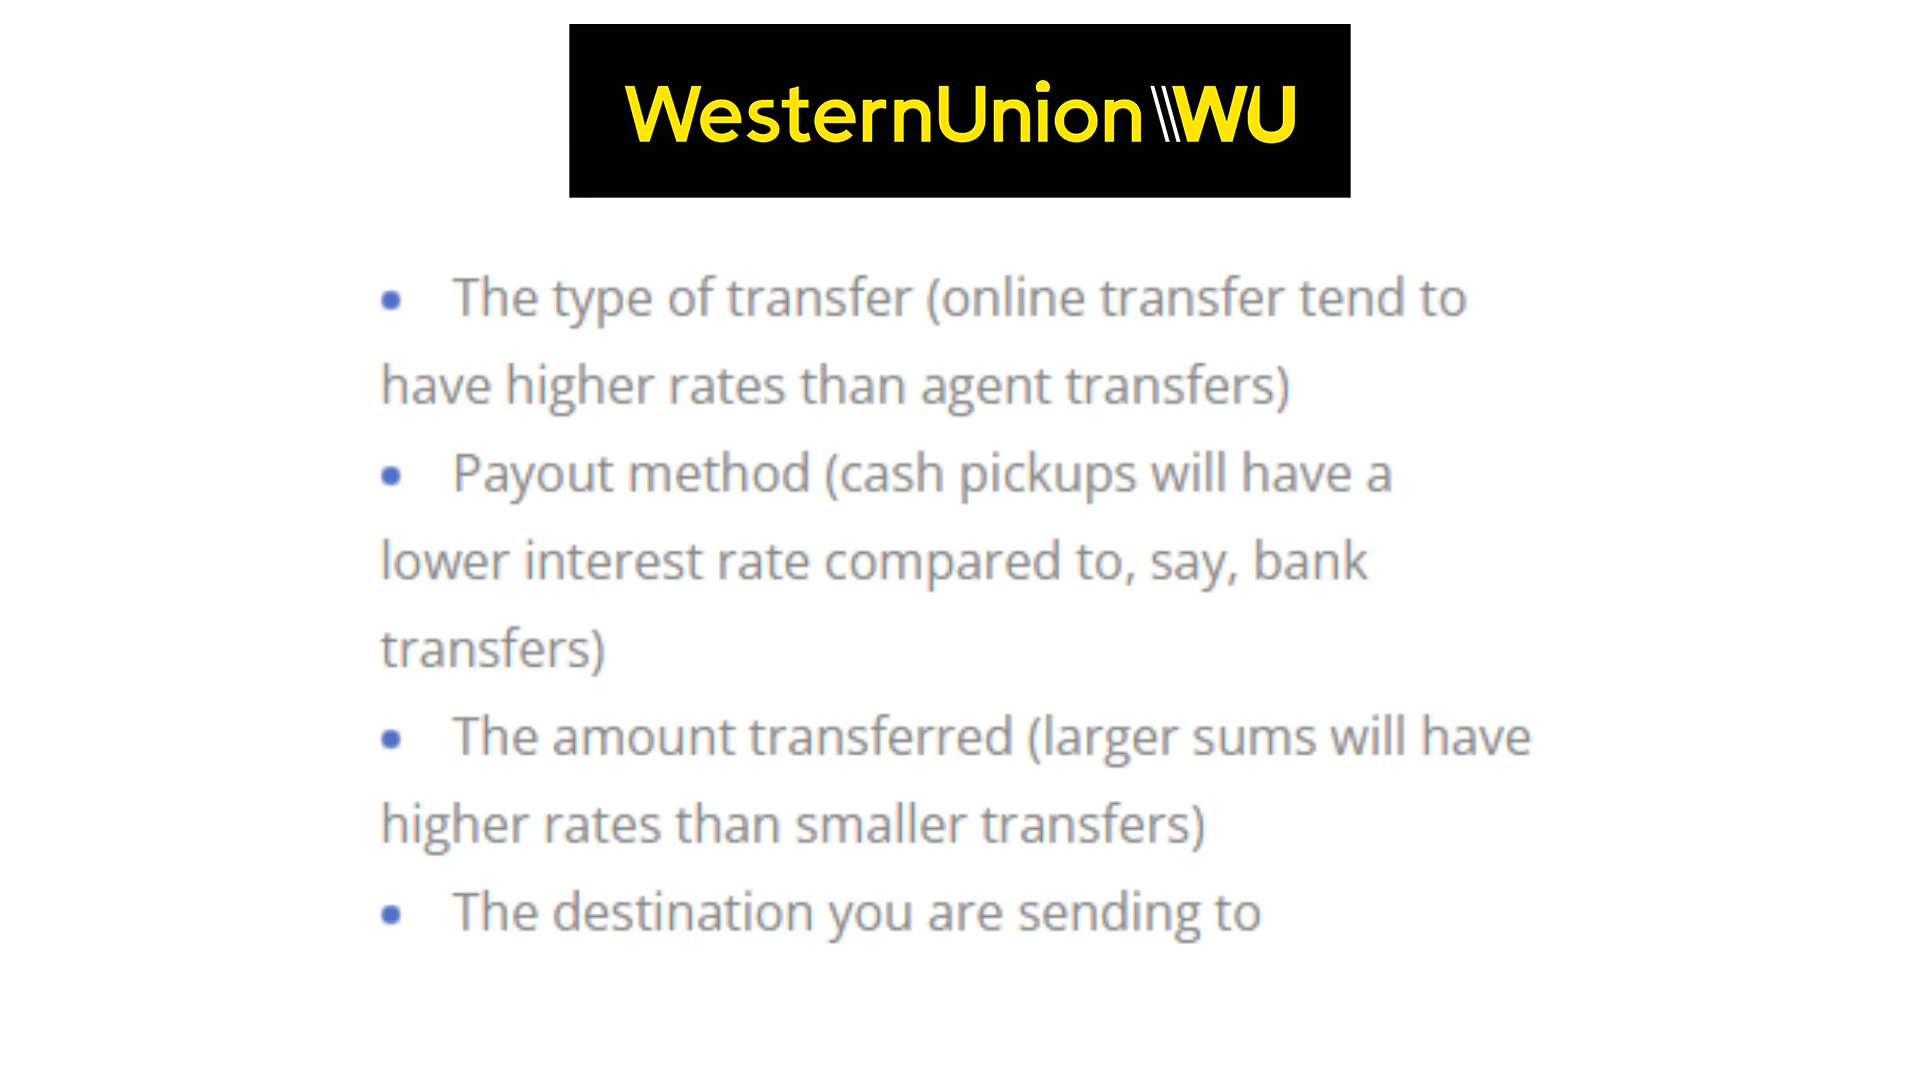 WesternUnion WU
• The type of transfer (online transfer tend to
have higher rates than agent transfers)
• Payout method (cash pickups will have a
lower interest rate compared to, say, bank
transfers)
• The amount transferred (larger sums will have
higher rates than smaller transfers)
• The destination you are sending to